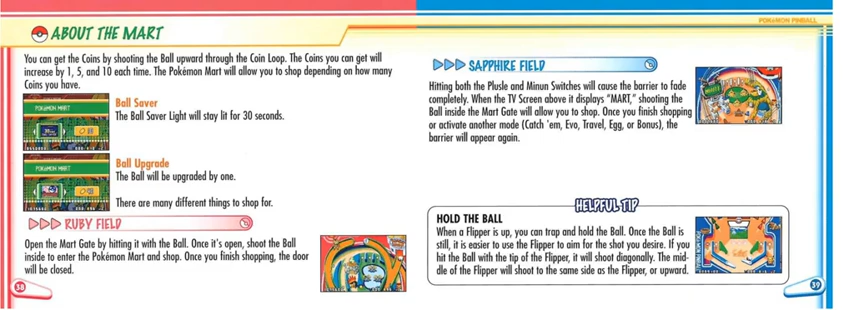 ABOUT THE MART
You can get the Coins by shooting the Ball upward through the Coin Loop. The Coins you can get will
increase by 1, 5, and 10 each time. The Pokémon Mart will allow you to shop depending on how many
Coins you have.
POKéMON MART
Ball Saver
The Ball Saver Light will stay lit for 30 seconds.
POKéMON MART
Ball Upgrade
The Ball will be upgraded by one.
There are many different things to shop for.
RUBY FIELD
Open the Mart Gate by hitting it with the Ball. Once it's open, shoot the Ball
inside to enter the Pokémon Mart and shop. Once you finish shopping, the door
will be closed.
38
POKéMON PINBALL
SAPPHIRE FIELD
Hitting both the Plusle and Minun Switches will cause the barrier to fade
completely. When the TV Screen above it displays “MART,” shooting the
Ball inside the Mart Gate will allow you to shop. Once you finish shopping
or activate another mode (Catch 'em, Evo, Travel, Egg, or Bonus), the
barrier will appear again.
HELPFUL TIP
HOLD THE BALL
When a Flipper is up, you can trap and hold the Ball. Once the Ball is
still, it is easier to use the Flipper to aim for the shot you desire. If you
hit the Ball with the tip of the Flipper, it will shoot diagonally. The mid-
dle of the Flipper will shoot to the same side as the Flipper, or upward.
39